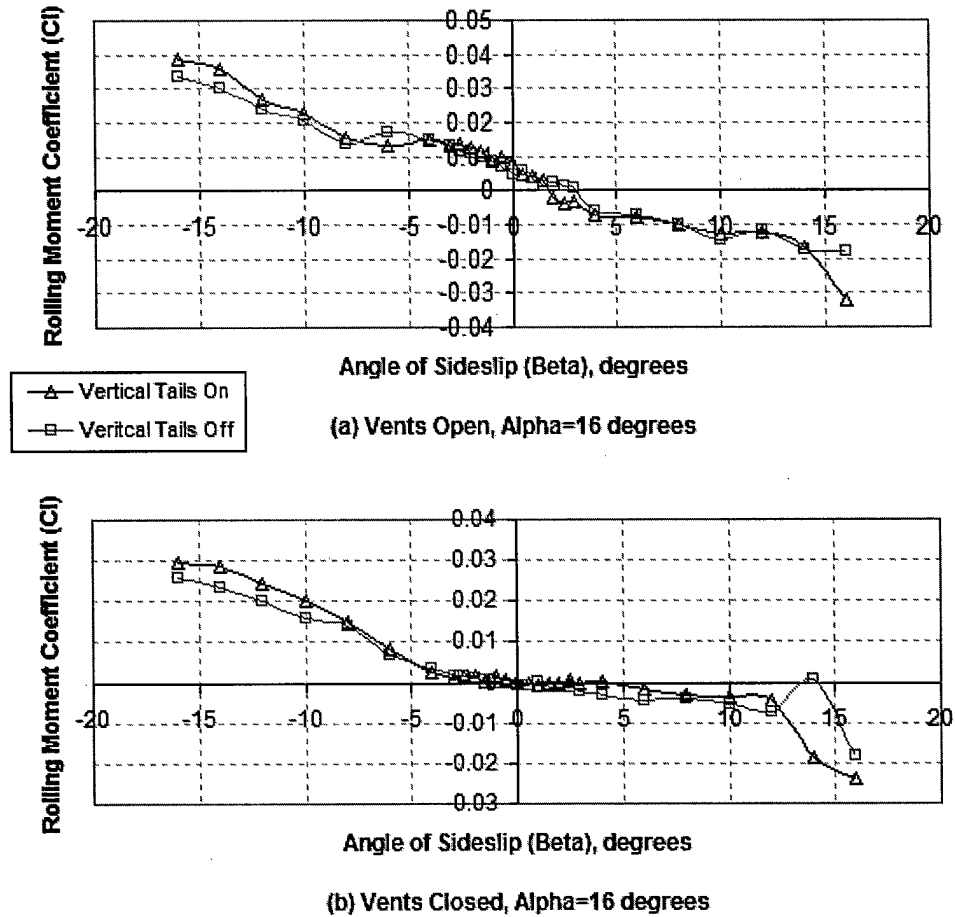 Rolling Moment Coefficient (Cl)
0.05
0.04
0.03
0.02
0.01
0
-0.01
-0.02
-0.03
-0.04
-20 -15 -10 -5 0 5 10 15 20
Angle of Sideslip (Beta), degrees
Vertical Tails On
Veritcal Tails Off
(a) Vents Open, Alpha=16 degrees
Rolling Moment Coefficient (Cl)
0.04
0.03
0.02
0.01
-0.01
-0.02
-0.03
-20 -15 -10 -5 0 5 10 15 20
Angle of Sideslip (Beta), degrees
(b) Vents Closed, Alpha=16 degrees